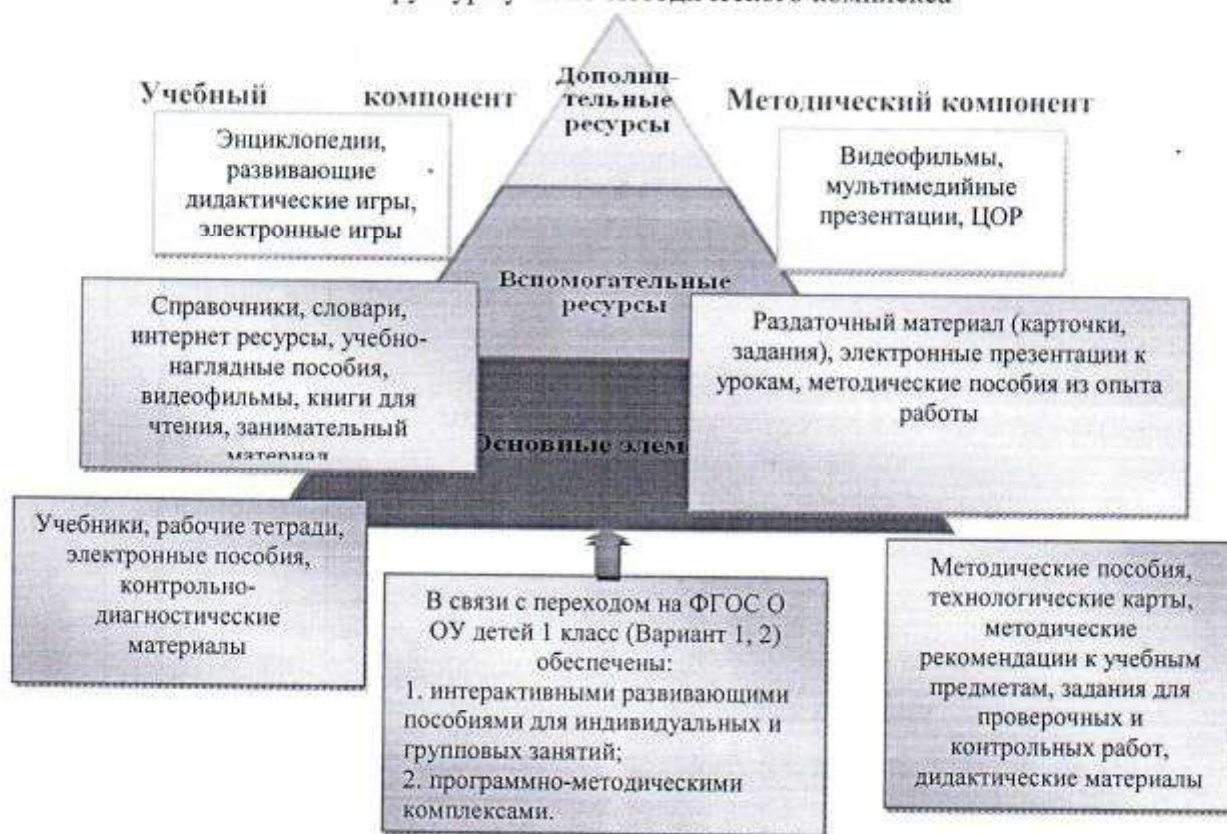 методического комплекса
Учебный компонент
Дополни-
тельные
ресурсы
Методический компонент
Энциклопедии,
развивающие
дидактические игры,
электронные игры
Видеофильмы,
мультимедийные
презентации, ЦОР
Вспомогательные
ресурсы
Справочники, словари,
интернет ресурсы, учебно-
наглядные пособия,
видеофильмы, книги для
чтения, занимательный
материал
Раздаточный материал (карточки,
задания), электронные презентации к
урокам, методические пособия из опыта
работы
Основные элем
Учебники, рабочие тетради,
электронные пособия,
контрольно-
диагностические
материалы
В связи с переходом на ФГОС О
ОУ детей 1 класс (Вариант 1, 2)
обеспечены:
1. интерактивными развивающими
пособиями для индивидуальных и
групповых занятий;
2. программно-методическими
комплексами.
Методические пособия,
технологические карты,
методические
рекомендации к учебным
предметам, задания для
проверочных и
контрольных работ,
дидактические материалы